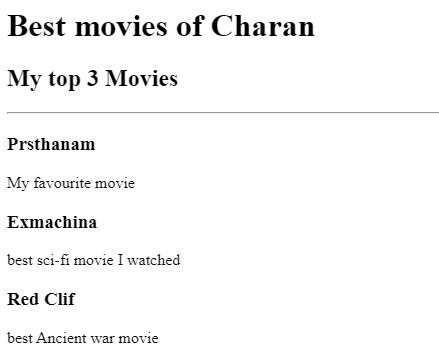 Best movies of Charan
My top 3 Movies
Prsthanam
My favourite movie
Exmachina
best sci-fi movie I watched
Red Clif
best Ancient war movie